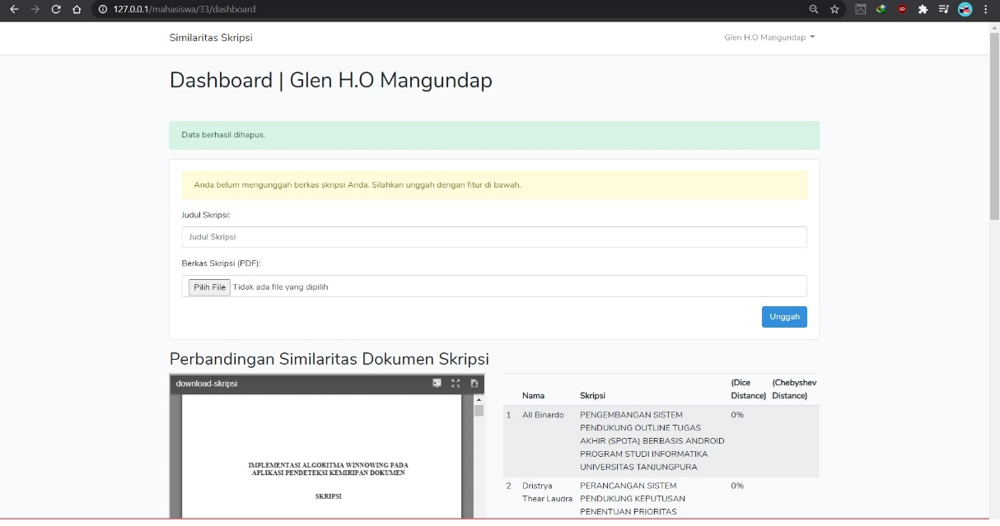 127.0.0.1/mahasiswa/33/dashboard
Similaritas Skripsi
Glen H.O Mangundap
Dashboard | Glen H.O Mangundap
Data berhasil dihapus.
Anda belum mengunggah berkas skripsi Anda. Silahkan unggah dengan fitur di bawah.
Judul Skripsi:
Judul Skripsi
Berkas Skripsi (PDF):
Pilih File Tidak ada file yang dipilih
Unggah
Perbandingan Similaritas Dokumen Skripsi
download-skripsi
IMPLEMENTASI ALGORITMA WINNOWING PADA
APLIKASI PENDETEKSI KEMIRIPAN DOKUMEN
SKRIPSI
(Dice (Chebyshev
Nama Skripsi Distance) Distance)
1 All Binardo PENGEMBANGAN SISTEM 0%
PENDUKUNG OUTLINE TUGAS
AKHIR (SPOTA) BERBASIS ANDROID
PROGRAM STUDI INFORMATIKA
UNIVERSITAS TANJUNGPURA
2 Dristrya PERANCANGAN SISTEM 0%
Thear Laudra PENDUKUNG KEPUTUSAN
PENENTUAN PRIORITAS